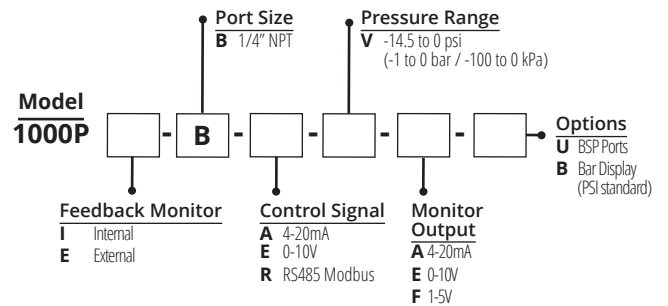 Port Size
B 1/4" NPT
Pressure Range
V -14.5 to 0 psi
(-1 to 0 bar / -100 to 0 kPa)
Model
1000P
- B - - - -
Options
U BSP Ports
B Bar Display
(PSI standard)
Feedback Monitor
I Internal
E External
Control Signal
A 4-20mA
E 0-10V
R RS485 Modbus
Monitor
Output
A 4-20mA
E 0-10V
F 1-5V